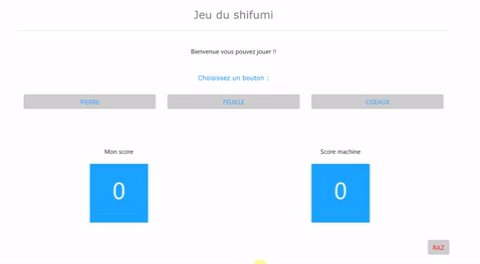 Jeu du shifumi
Bienvenue vous pouvez jouer !!
Choisissez un bouton :
PIERRE FEUILLE CISEAUX
Mon score Score machine
0 0
RAZ